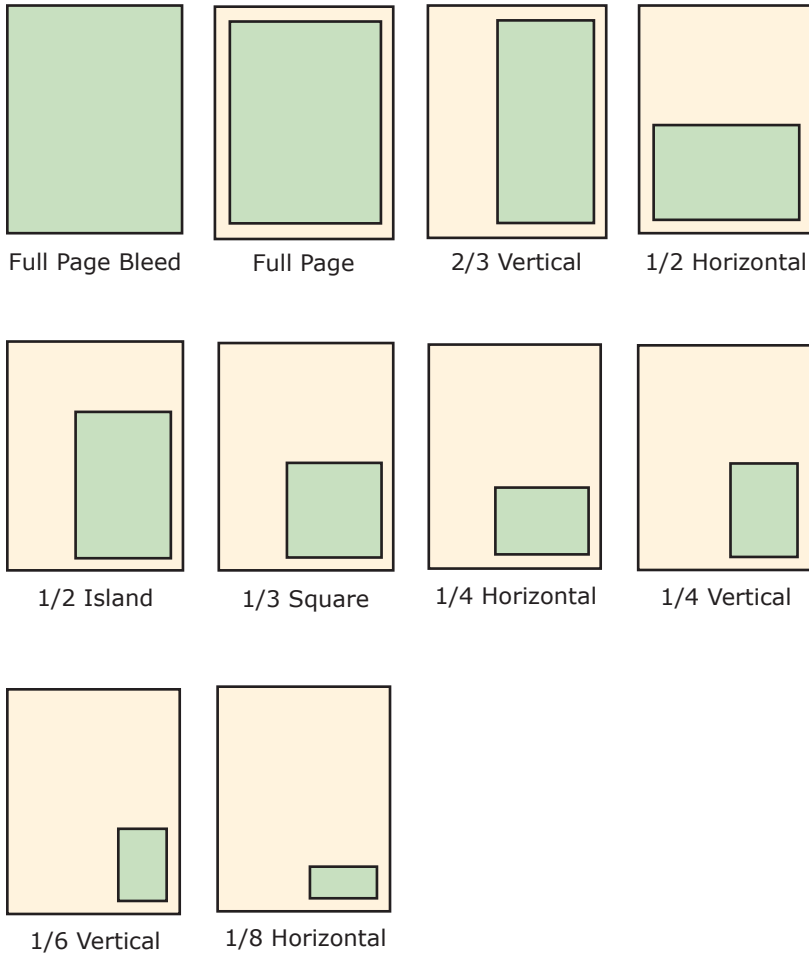 Full Page Bleed
Full Page
2/3 Vertical
1/2 Horizontal
1/2 Island
1/3 Square
1/4 Horizontal
1/4 Vertical
1/6 Vertical
1/8 Horizontal